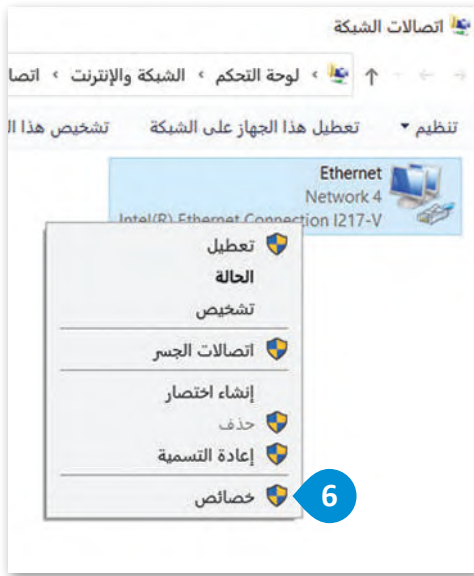 اتصالات الشبكة
لوحة التحكم › الشبكة والإنترنت › اتصا
تنظيم تعطيل هذا الجهاز على الشبكة تشخيص هذا ال
Ethernet
Network 4
Intel(R) Ethernet Connection I217-V
تعطيل
الحالة
تشخيص
اتصالات الجسر
إنشاء اختصار
حذف
إعادة التسمية
خصائص 6